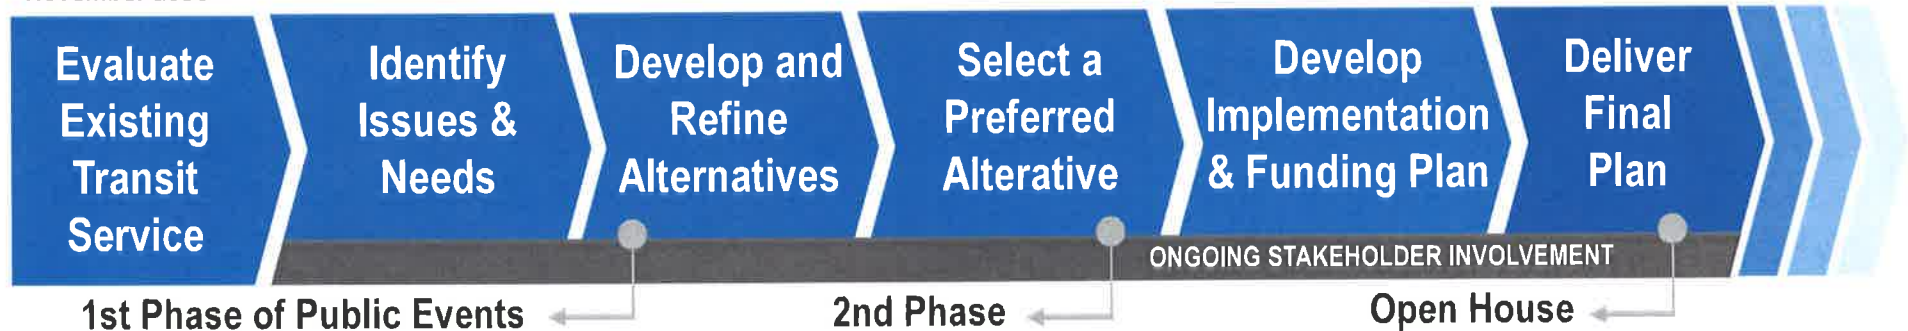 Evaluate
Existing
Transit
Service
Identify
Issues &
Needs
Develop and
Refine
Alternatives
Select a
Preferred
Alterative
Develop
Implementation
& Funding Plan
Deliver
Final
Plan
ONGOING STAKEHOLDER INVOLVEMENT
1st Phase of Public Events
2nd Phase
Open House